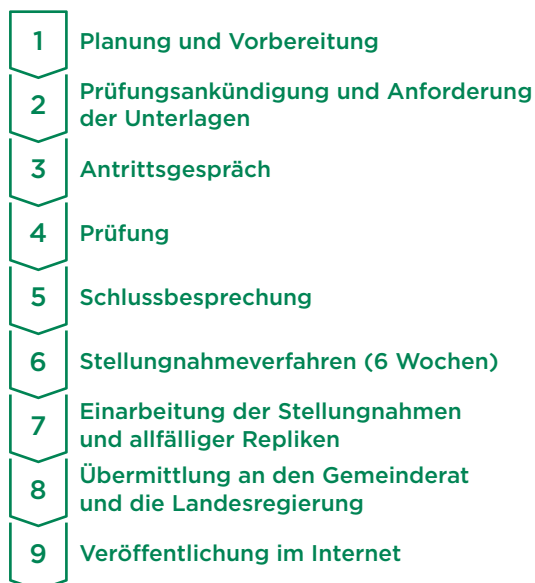 1 Planung und Vorbereitung
2 Prüfungsankündigung und Anforderung
der Unterlagen
3 Antrittsgespräch
4 Prüfung
5 Schlussbesprechung
6 Stellungnahmeverfahren (6 Wochen)
7 Einarbeitung der Stellungnahmen
und allfälliger Repliken
8 Übermittlung an den Gemeinderat
und die Landesregierung
9 Veröffentlichung im Internet